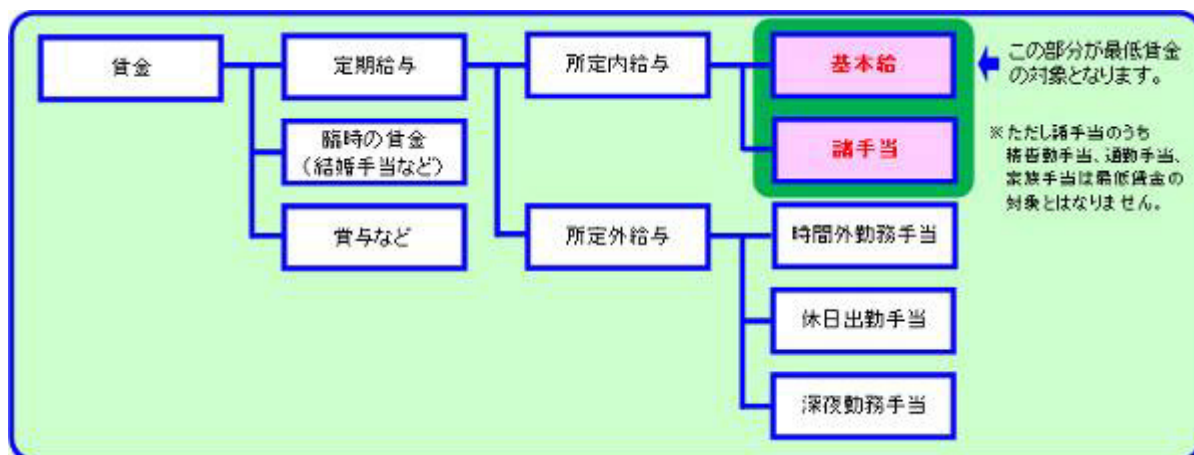 賃金
定期給与
所定内給与
基本給
この部分が最低賃金
の対象となります。
臨時の賃金
(結婚手当など)
諸手当
※ただし諸手当のうち
精皆勤手当、通勤手当、
家族手当は最低賃金の
対象とはなりません。
賞与など
所定外給与
時間外勤務手当
休日出勤手当
深夜勤務手当